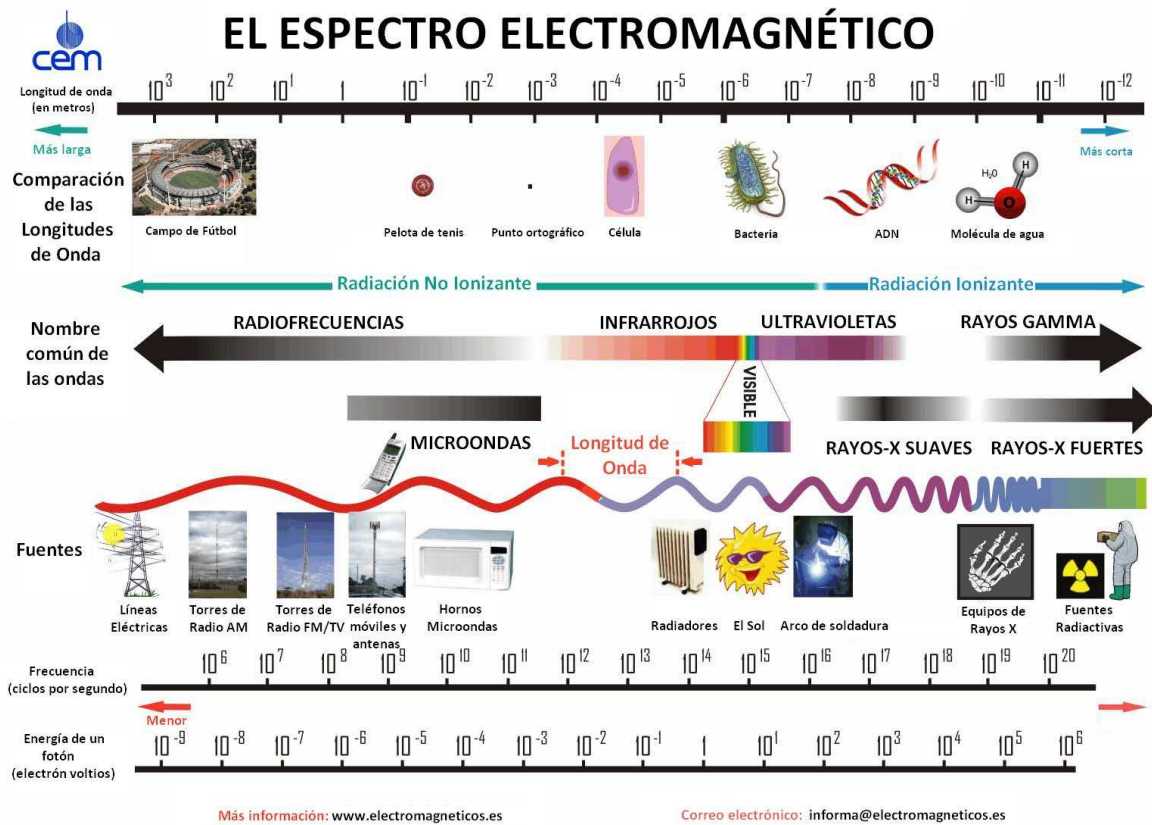 EL ESPECTRO ELECTROMAGNÉTICO
cem
Longitud de onda
(en metros)
10³ 10² 10¹ 1 10⁻¹ 10⁻² 10⁻³ 10⁻⁴ 10⁻⁵ 10⁻⁶ 10⁻⁷ 10⁻⁸ 10⁻⁹ 10⁻¹⁰ 10⁻¹¹ 10⁻¹²
Más larga
Más corta
Comparación
de las
Longitudes
de Onda
Campo de Fútbol
Pelota de tenis
Punto ortográfico
Célula
Bacteria
ADN
H₂O
H
O
H
Molécula de agua
Radiación No Ionizante
Radiación Ionizante
Nombre
común de
las ondas
RADIOFRECUENCIAS
INFRARROJOS
ULTRAVIOLETAS
RAYOS GAMMA
VISIBLE
MICROONDAS
Longitud de
Onda
RAYOS-X SUAVES
RAYOS-X FUERTES
Fuentes
Líneas
Eléctricas
Torres de
Radio AM
Torres de
Radio FM/TV
Teléfonos
móviles y
antenas
Hornos
Microondas
Radiadores
El Sol
Arco de soldadura
Equipos de
Rayos X
Fuentes
Radiactivas
Frecuencia
(ciclos por segundo)
10⁶ 10⁷ 10⁸ 10⁹ 10¹⁰ 10¹¹ 10¹² 10¹³ 10¹⁴ 10¹⁵ 10¹⁶ 10¹⁷ 10¹⁸ 10¹⁹ 10²⁰
Menor
Energía de un
fotón
(electrón voltios)
10⁻⁹ 10⁻⁸ 10⁻⁷ 10⁻⁶ 10⁻⁵ 10⁻⁴ 10⁻³ 10⁻² 10⁻¹ 1 10¹ 10² 10³ 10⁴ 10⁵ 10⁶
Más información: www.electromagneticos.es
Correo electrónico: informa@electromagneticos.es